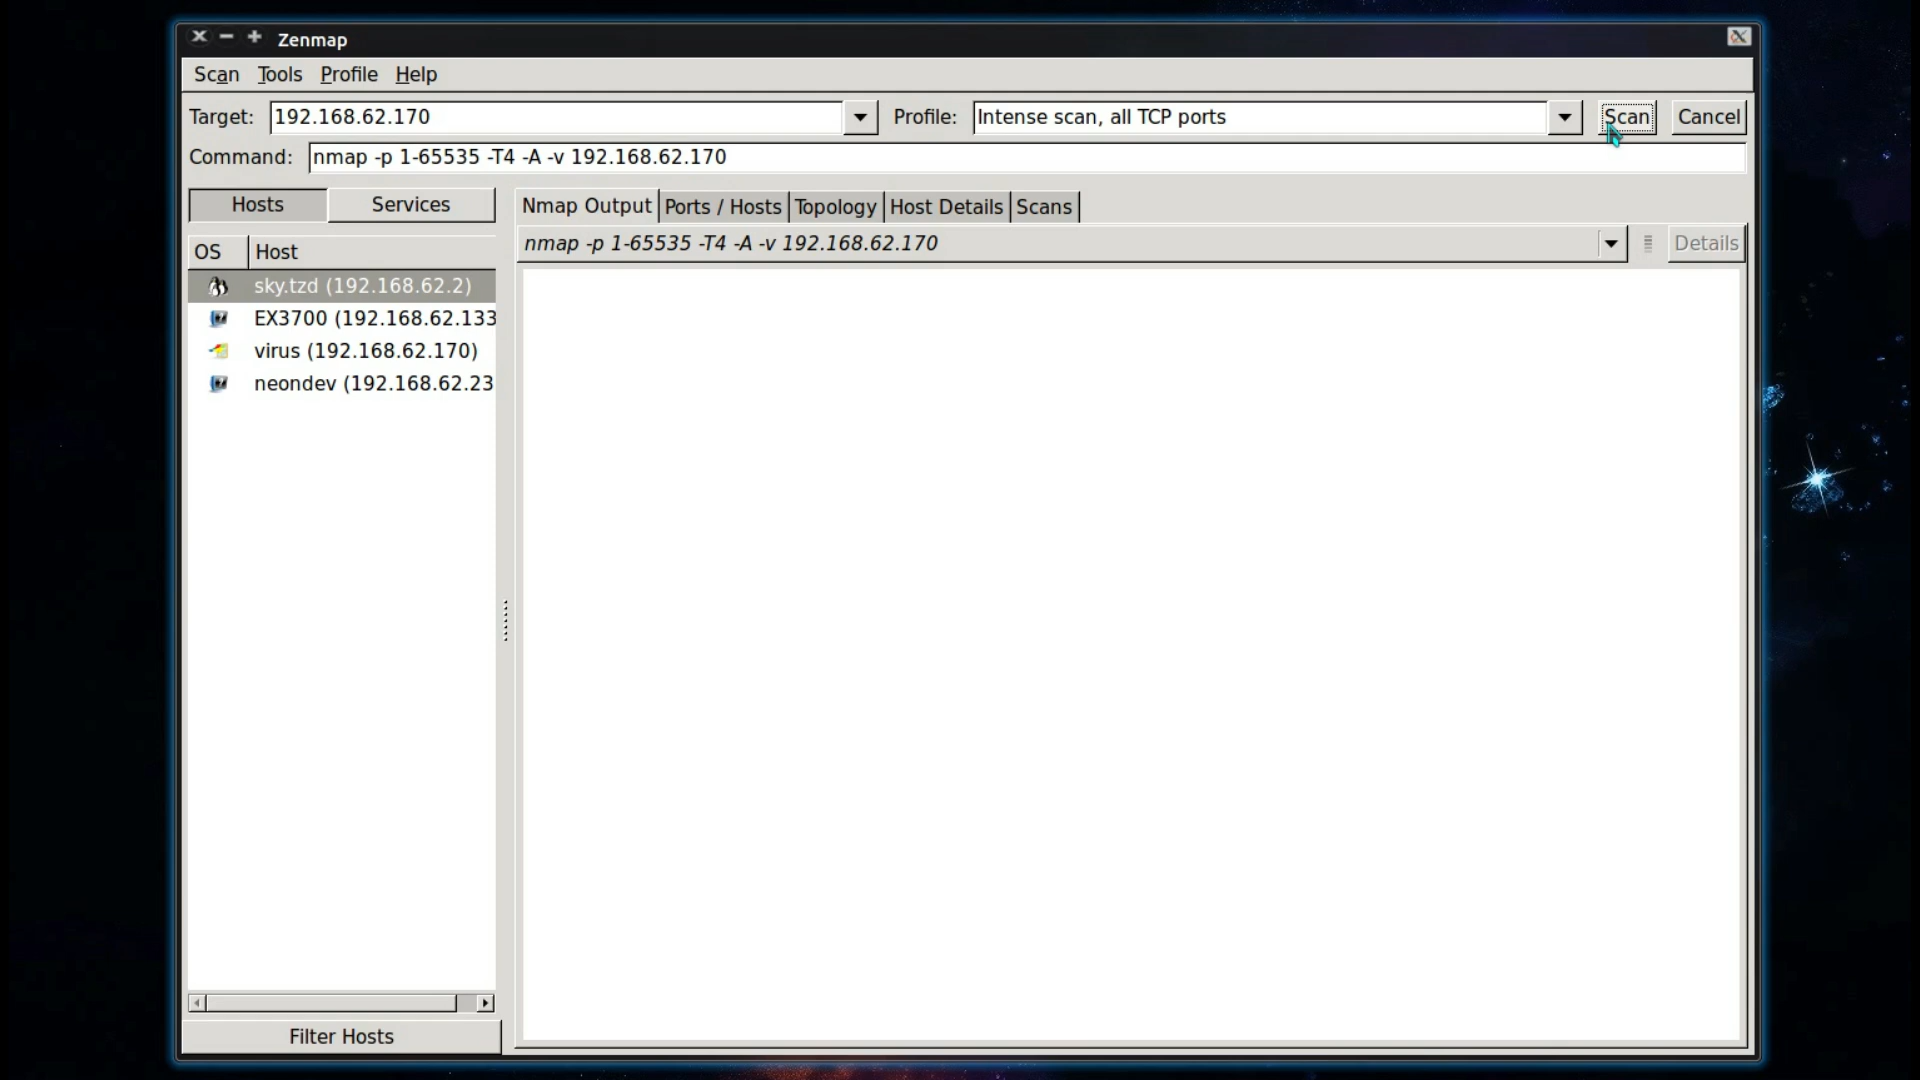 Zenmap
Scan Tools Profile Help
Target: 192.168.62.170 Profile: Intense scan, all TCP ports Scan Cancel
Command: nmap -p 1-65535 -T4 -A -v 192.168.62.170
Hosts Services
Nmap Output Ports / Hosts Topology Host Details Scans
nmap -p 1-65535 -T4 -A -v 192.168.62.170 Details
OS Host
sky.tzd (192.168.62.2)
EX3700 (192.168.62.133
virus (192.168.62.170)
neondev (192.168.62.23
Filter Hosts